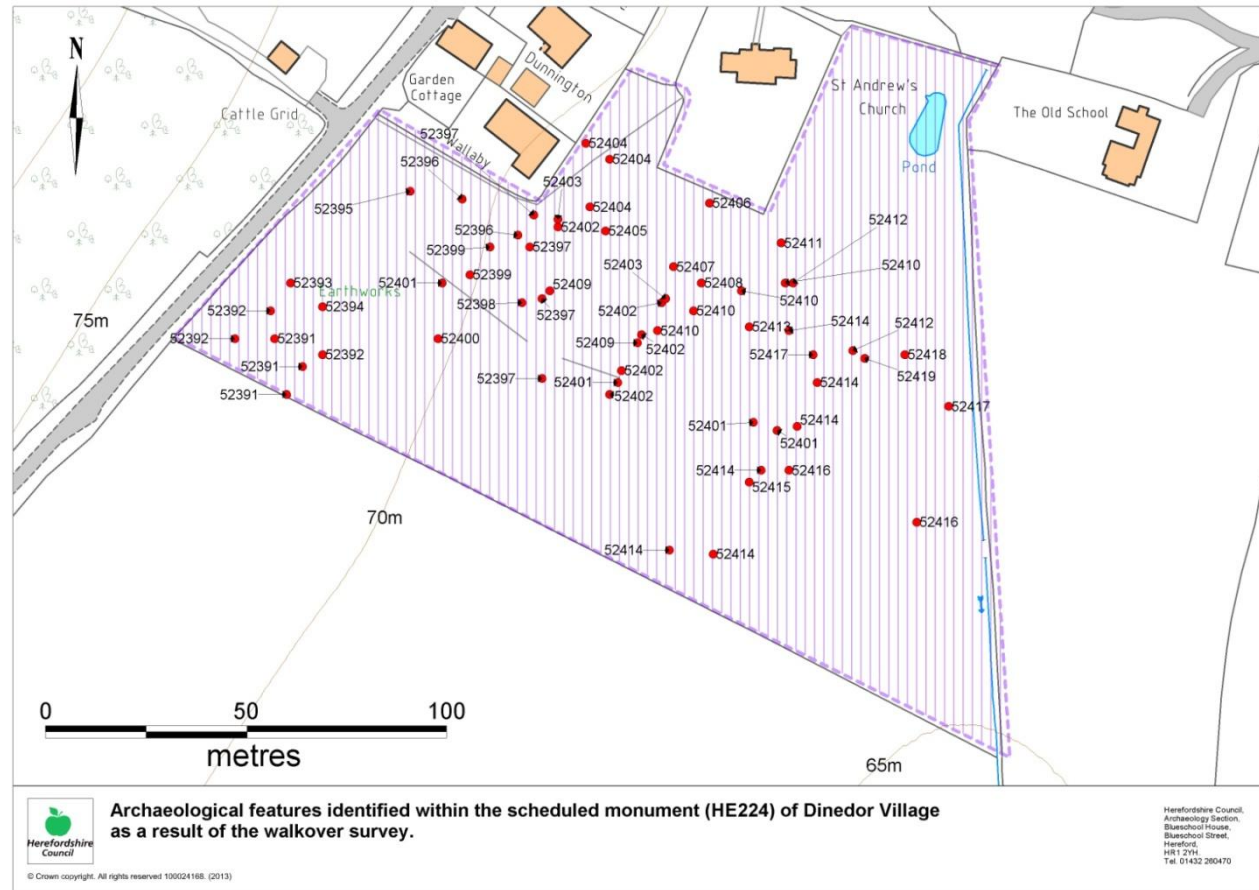 N
Cattle Grid
Garden
Cottage
Dunnington
Wallaby
St Andrew's
Church
Pond
The Old School
52397
52396
52395
52403
52404
52404
52404
52402
52405
52406
52396
52399
52397
52411
52412
52410
52393
52401
52399
52403
52407
52408
52409
Earthworks
52394
52398
52397
52402
52410
52410
52392
75m
52392
52391
52400
52410
52413
52414
52412
52409
52402
52391
52392
52417
52418
52419
52391
52397
52401
52402
52402
52414
52417
52401
52414
52401
52414
52416
52415
70m
52416
52414
52414
0
50
100
metres
65m
Herefordshire
Council
Archaeological features identified within the scheduled monument (HE224) of Dinedor Village
as a result of the walkover survey.
© Crown copyright. All rights reserved 100024168. (2013)
Herefordshire Council,
Archaeology Section,
Blueschool House,
Blueschool Street,
Hereford,
HR1 2YH.
Tel. 01432 260470